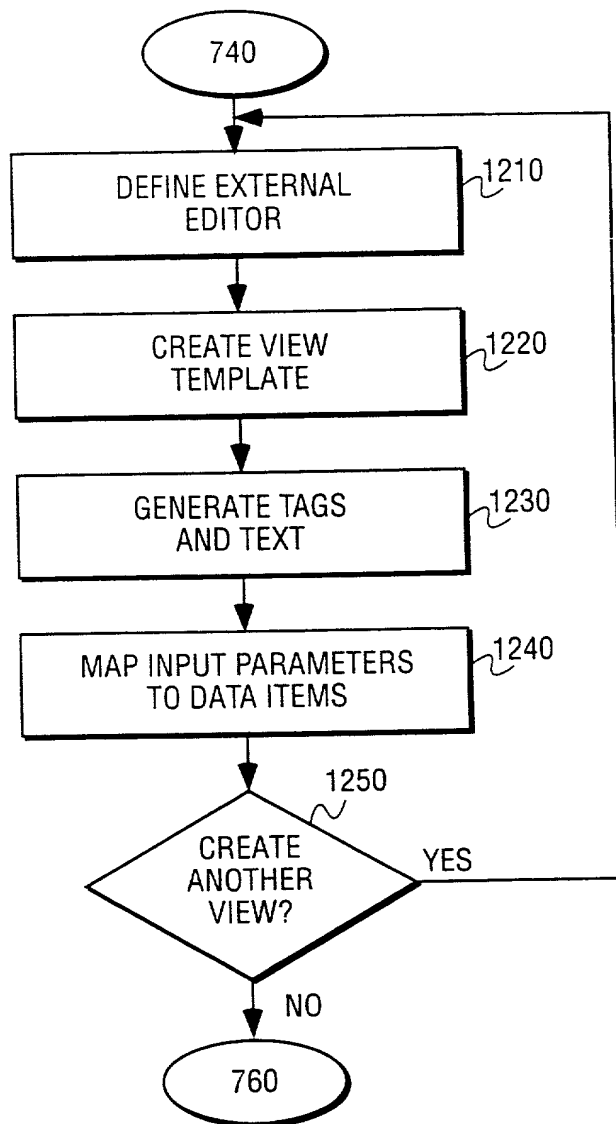 740
DEFINE EXTERNAL
EDITOR
1210
CREATE VIEW
TEMPLATE
1220
GENERATE TAGS
AND TEXT
1230
MAP INPUT PARAMETERS
TO DATA ITEMS
1240
1250
CREATE
ANOTHER
VIEW?
YES
NO
760